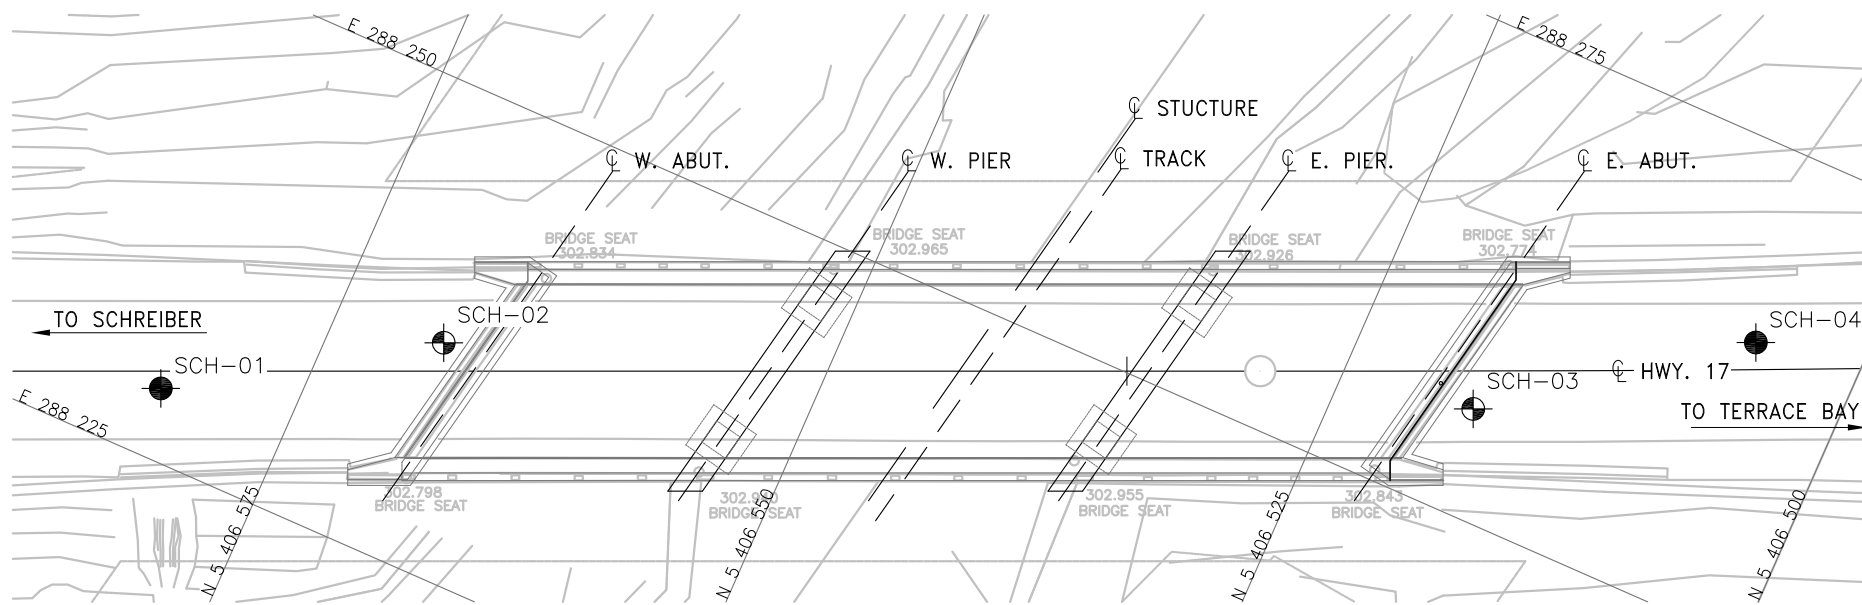 E 288 250
E 288 275
℄ STUCTURE
℄ W. ABUT.
℄ W. PIER
℄ TRACK
℄ E. PIER.
℄ E. ABUT.
BRIDGE SEAT
302.834
BRIDGE SEAT
302.965
BRIDGE SEAT
302.926
BRIDGE SEAT
302.774
TO SCHREIBER
SCH-02
SCH-04
SCH-01
℄ HWY. 17
SCH-03
TO TERRACE BAY
E 288 225
302.798
BRIDGE SEAT
BRIDGE SEAT
302.955
BRIDGE SEAT
302.843
BRIDGE SEAT
N 5 406 575
N 5 406 550
N 5 406 525
N 5 406 500